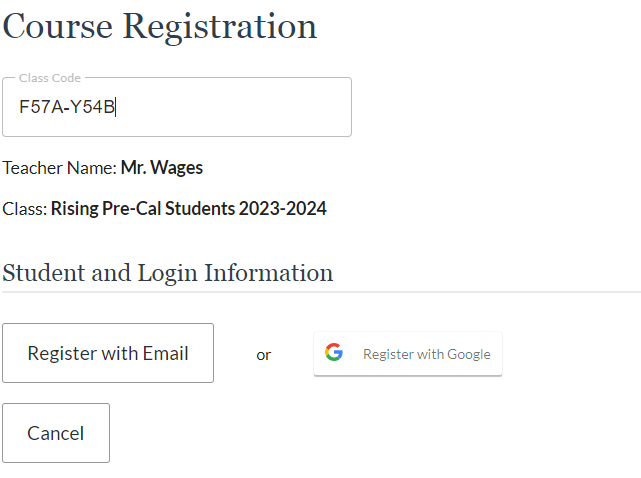 Course Registration
Class Code
F57A-Y54B
Teacher Name: Mr. Wages
Class: Rising Pre-Cal Students 2023-2024
Student and Login Information
Register with Email or Register with Google
Cancel